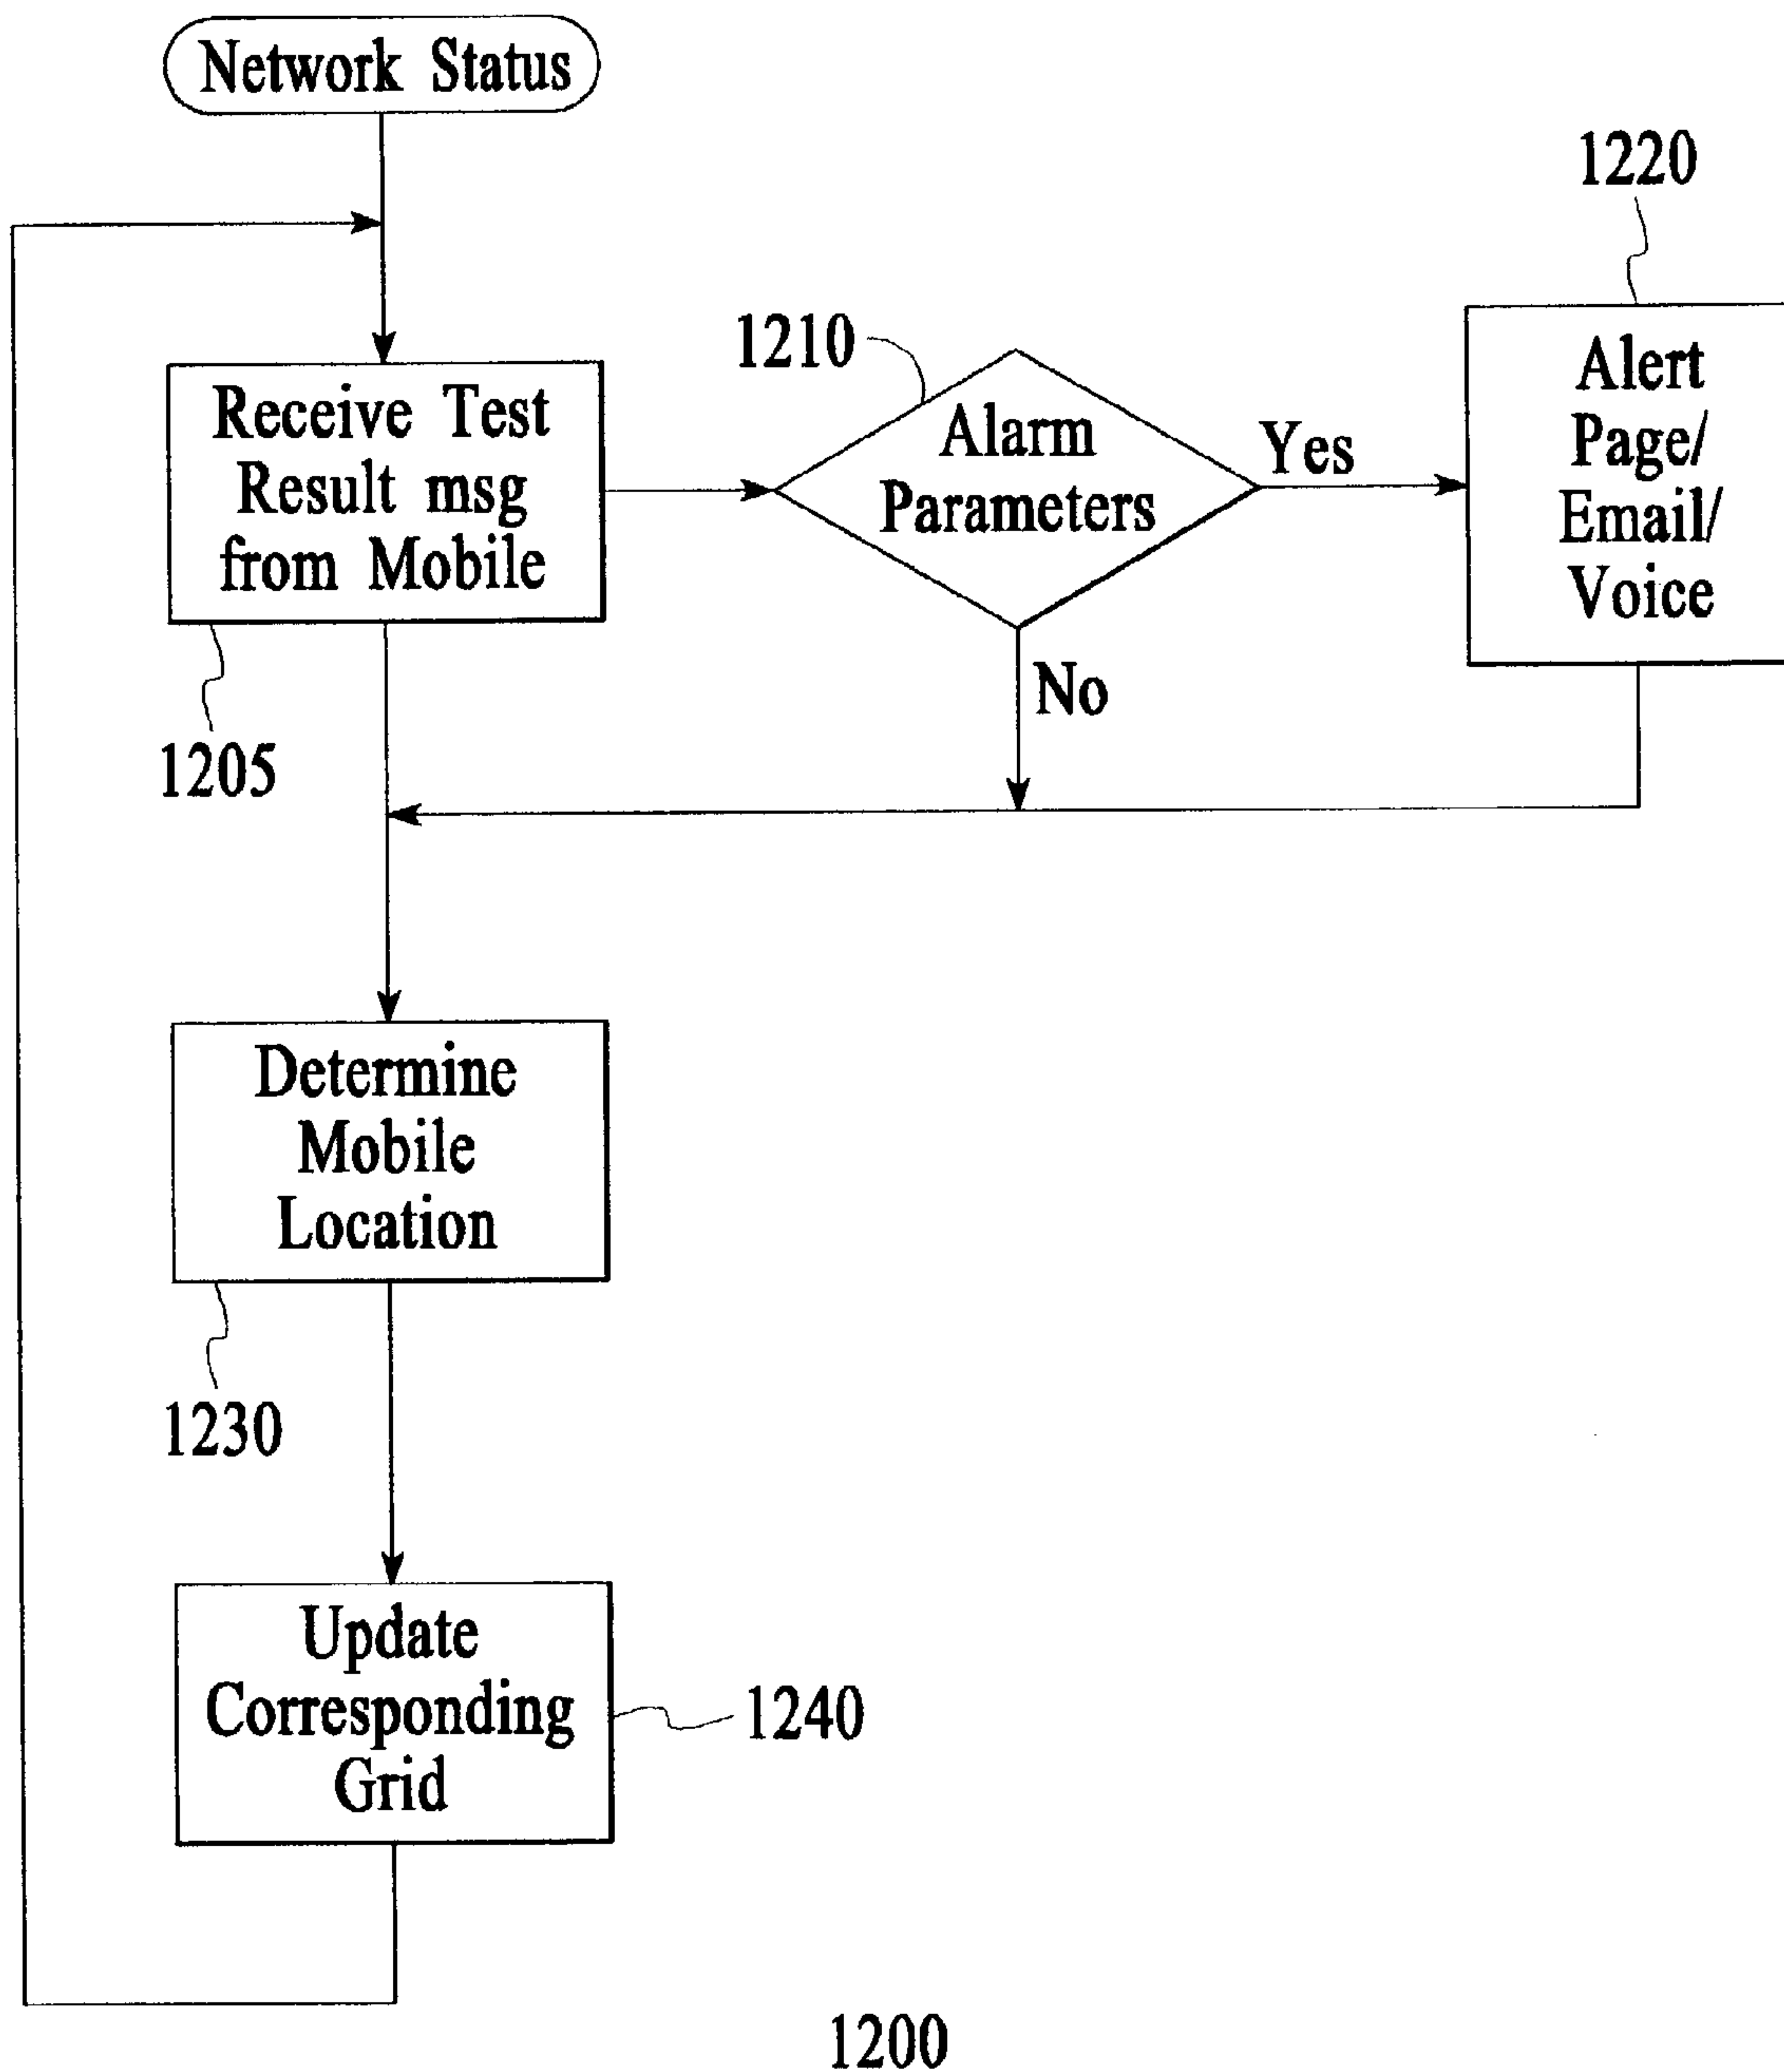 Network Status
1220
1210
Receive Test
Result msg
from Mobile
Alarm
Parameters
Yes
Alert
Page/
Email/
Voice
No
1205
Determine
Mobile
Location
1230
Update
Corresponding
Grid
1240
1200